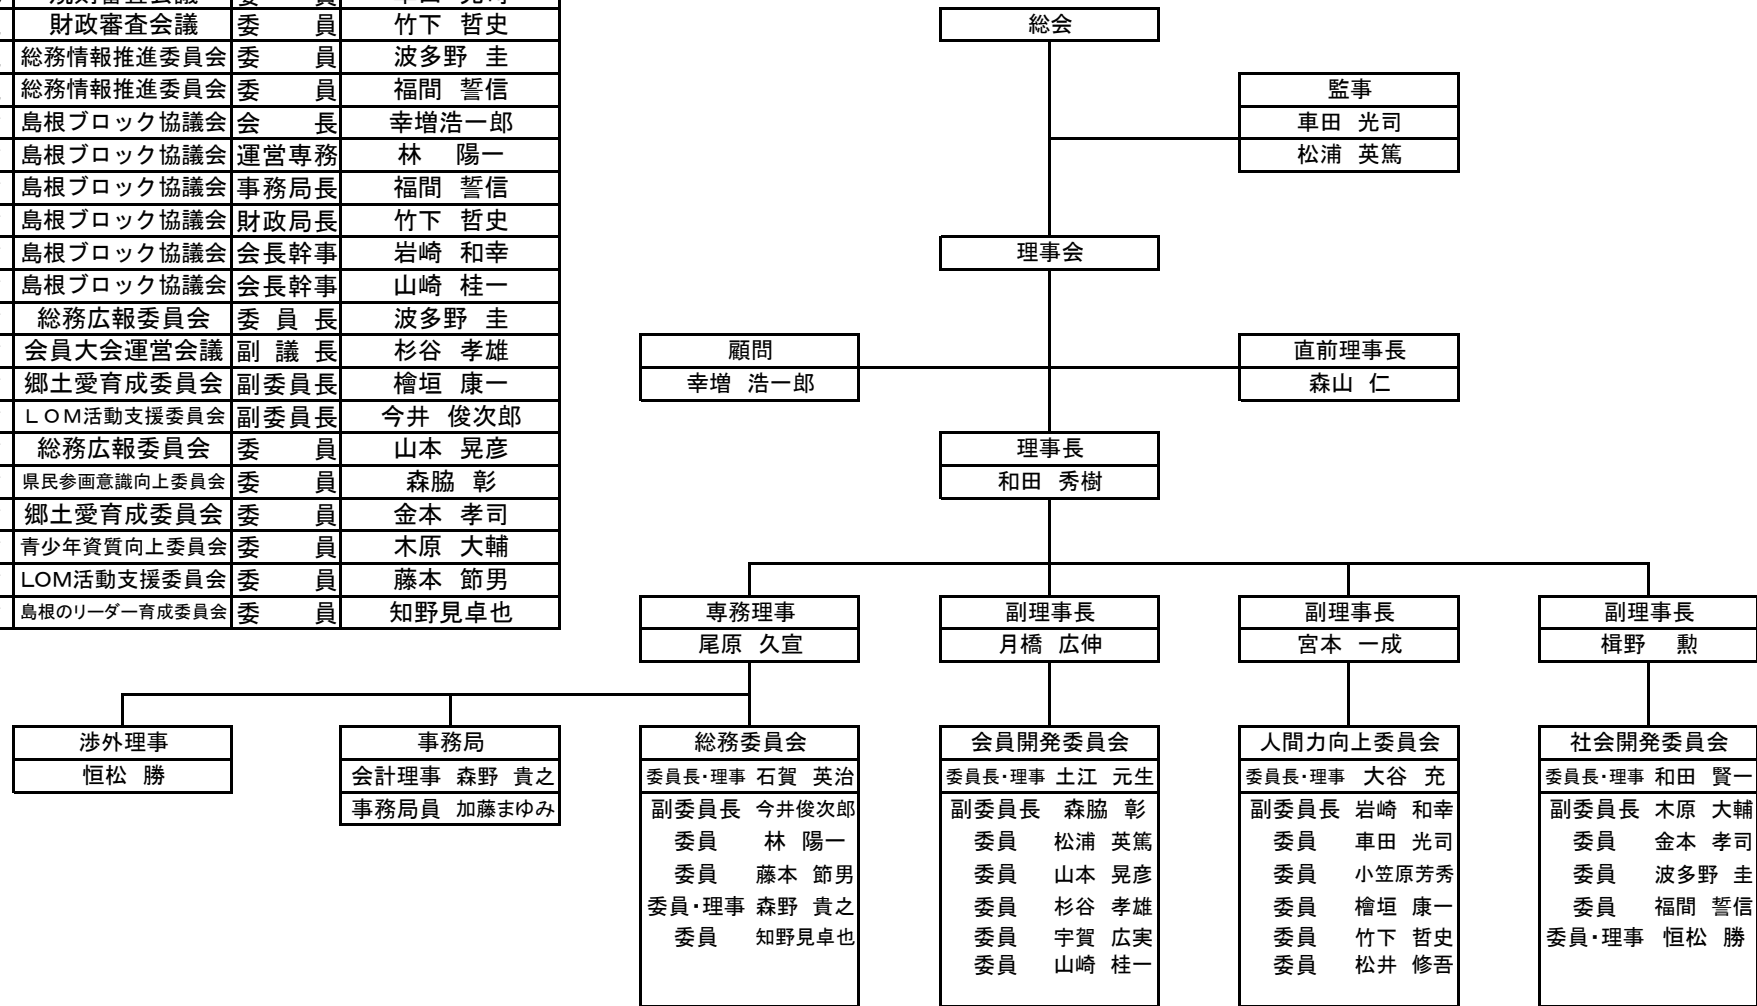 財政審査会議 委 員 竹下 哲史
総務情報推進委員会 委 員 波多野 圭
総務情報推進委員会 委 員 福間 誓信
島根ブロック協議会 会 長 幸増浩一郎
島根ブロック協議会 運営専務 林 陽一
島根ブロック協議会 事務局長 福間 誓信
島根ブロック協議会 財政局長 竹下 哲史
島根ブロック協議会 会長幹事 岩崎 和幸
島根ブロック協議会 会長幹事 山崎 桂一
総務広報委員会 委 員 長 波多野 圭
会員大会運営会議 副 議 長 杉谷 孝雄
郷土愛育成委員会 副委員長 檜垣 康一
LOM活動支援委員会 副委員長 今井 俊次郎
総務広報委員会 委 員 山本 晃彦
県民参画意識向上委員会 委 員 森脇 彰
郷土愛育成委員会 委 員 金本 孝司
青少年資質向上委員会 委 員 木原 大輔
LOM活動支援委員会 委 員 藤本 節男
島根のリーダー育成委員会 委 員 知野見卓也
総会
監事
車田 光司
松浦 英篤
理事会
顧問
幸増 浩一郎
直前理事長
森山 仁
理事長
和田 秀樹
専務理事
尾原 久宣
副理事長
月橋 広伸
副理事長
宮本 一成
副理事長
楫野 勲
渉外理事
恒松 勝
事務局
会計理事 森野 貴之
事務局員 加藤まゆみ
総務委員会
委員長・理事 石賀 英治
副委員長 今井俊次郎
委員 林 陽一
委員 藤本 節男
委員・理事 森野 貴之
委員 知野見卓也
会員開発委員会
委員長・理事 土江 元生
副委員長 森脇 彰
委員 松浦 英篤
委員 山本 晃彦
委員 杉谷 孝雄
委員 宇賀 広実
委員 山崎 桂一
人間力向上委員会
委員長・理事 大谷 充
副委員長 岩崎 和幸
委員 車田 光司
委員 小笠原芳秀
委員 檜垣 康一
委員 竹下 哲史
委員 松井 修吾
社会開発委員会
委員長・理事 和田 賢一
副委員長 木原 大輔
委員 金本 孝司
委員 波多野 圭
委員 福間 誓信
委員・理事 恒松 勝